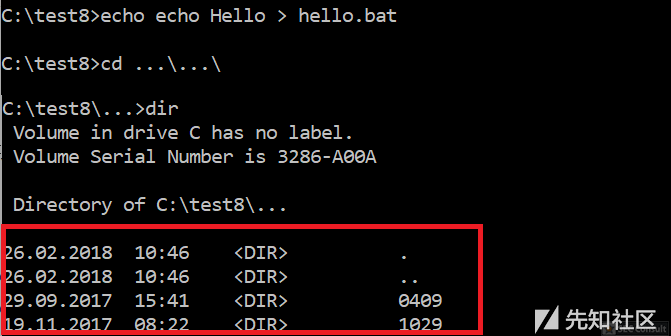 C:\test8>echo echo Hello > hello.bat
C:\test8>cd ...\...\
C:\test8\...>dir
Volume in drive C has no label.
Volume Serial Number is 3286-A00A
Directory of C:\test8\...
26.02.2018 10:46 <DIR> .
26.02.2018 10:46 <DIR> ..
29.09.2017 15:41 <DIR> 0409
19.11.2017 08:22 <DIR> 1029
先知社区